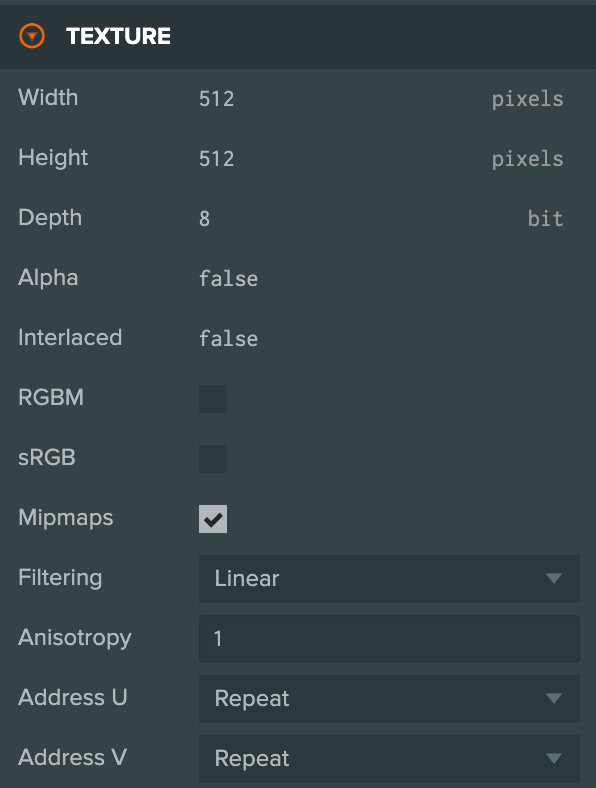 TEXTURE
Width 512 pixels
Height 512 pixels
Depth 8 bit
Alpha false
Interlaced false
RGBM
sRGB
Mipmaps
Filtering Linear
Anisotropy 1
Address U Repeat
Address V Repeat